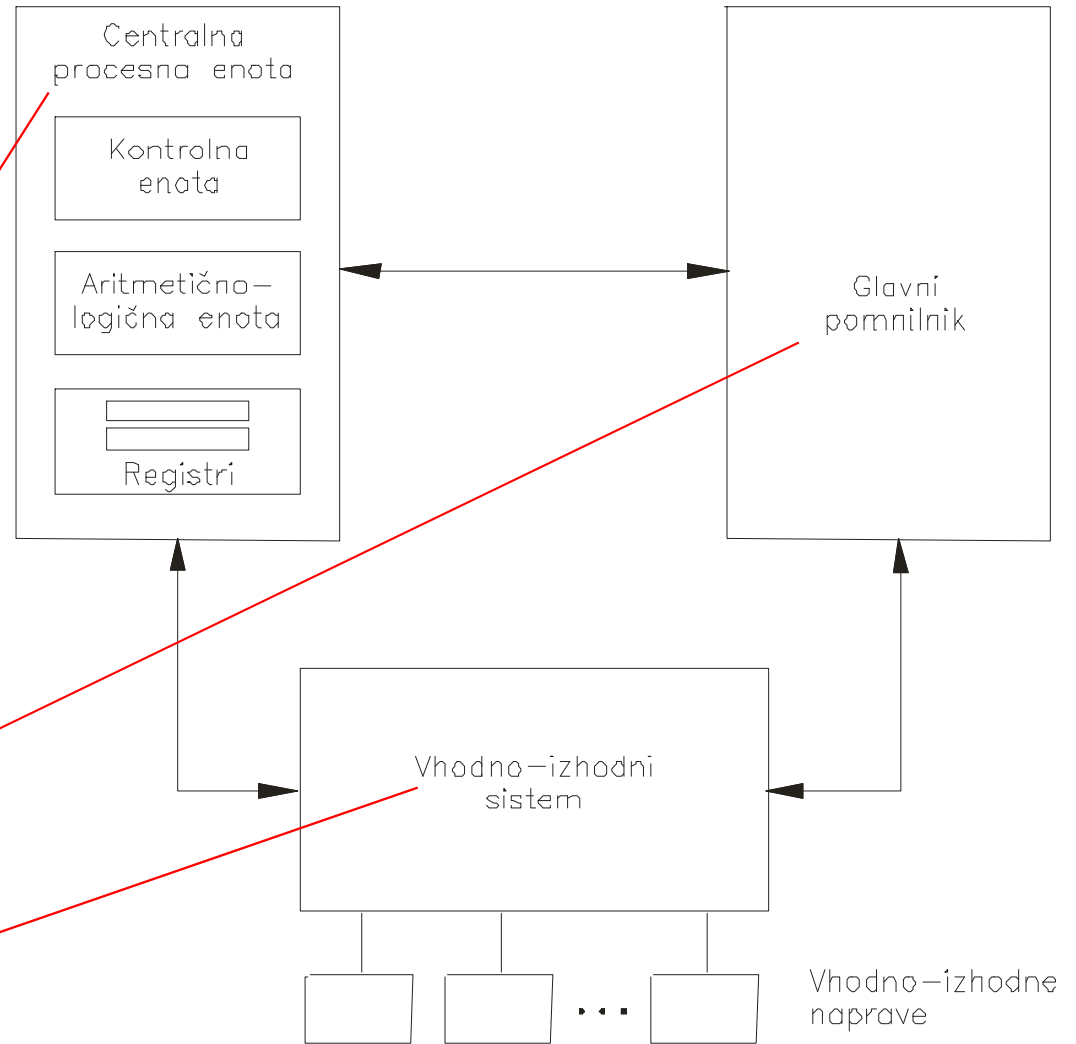 Centralna
procesna enota
Kontrolna
enota
Aritmetično-
logična enota
Registri
Glavni
pomnilnik
Vhodno-izhodni
sistem
Vhodno-izhodne
naprave